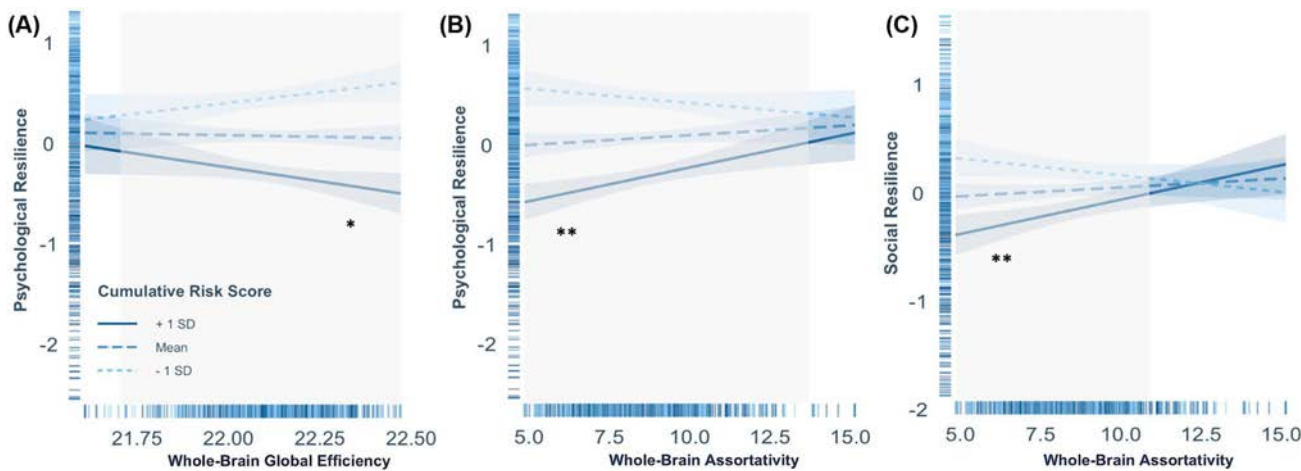 (A)
1
0
-1
-2
Psychological Resilience
*
Cumulative Risk Score
+ 1 SD
Mean
- 1 SD
21.75 22.00 22.25 22.50
Whole-Brain Global Efficiency
(B)
1
0
-1
-2
Psychological Resilience
**
5.0 7.5 10.0 12.5 15.0
Whole-Brain Assortativity
(C)
1
0
-1
-2
Social Resilience
**
5.0 7.5 10.0 12.5 15.0
Whole-Brain Assortativity